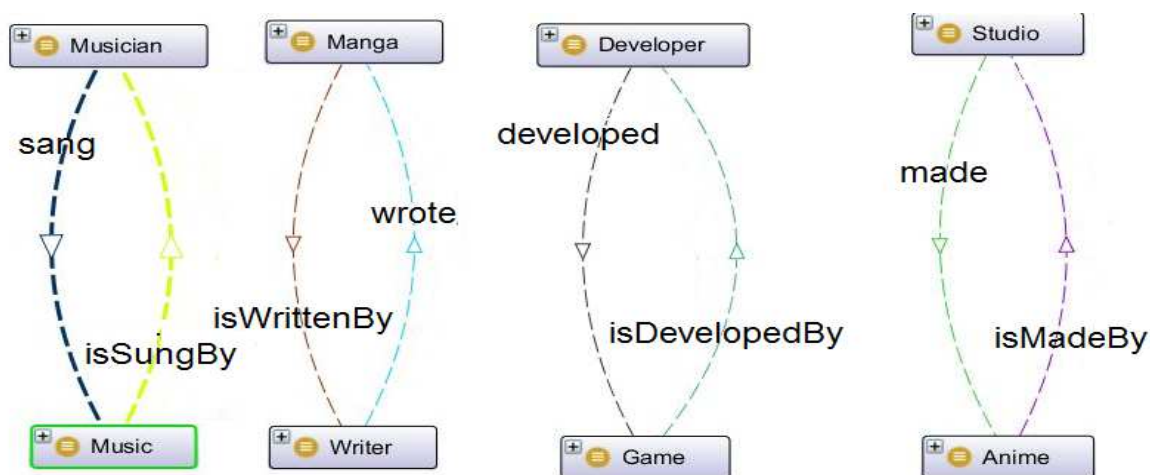 Musician
Manga
Developer
Studio
sang
developed
made
wrote
isWrittenBy
isSungBy
isDevelopedBy
isMadeBy
Music
Writer
Game
Anime